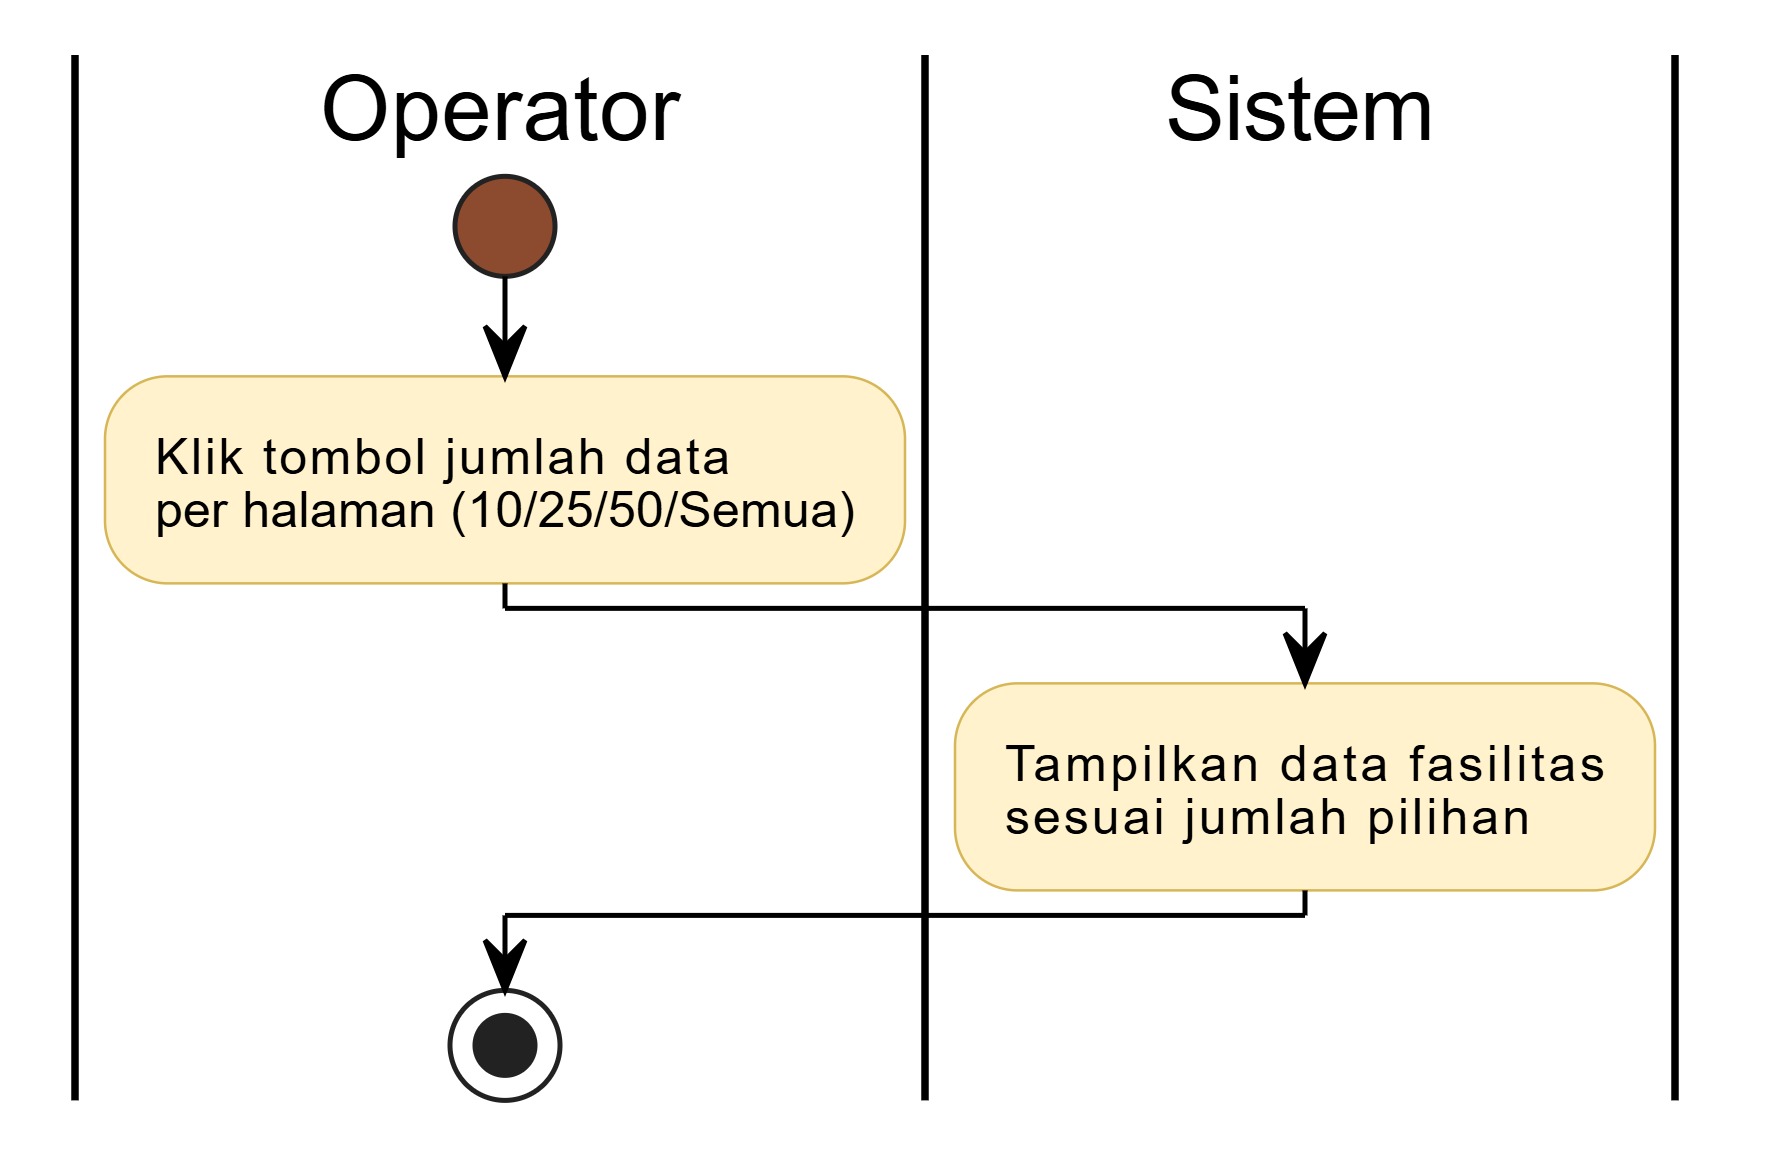 Operator
Sistem
Klik tombol jumlah data
per halaman (10/25/50/Semua)
Tampilkan data fasilitas
sesuai jumlah pilihan